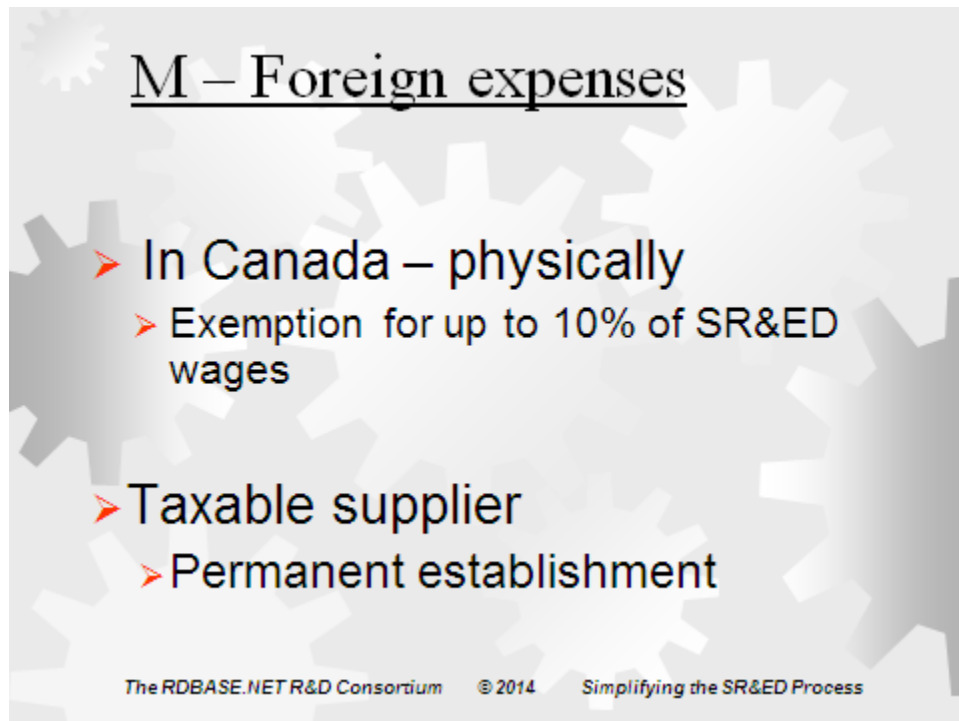 M – Foreign expenses
➢ In Canada – physically
➢ Exemption for up to 10% of SR&ED
wages
➢ Taxable supplier
➢ Permanent establishment
The RDBASE.NET R&D Consortium © 2014 Simplifying the SR&ED Process